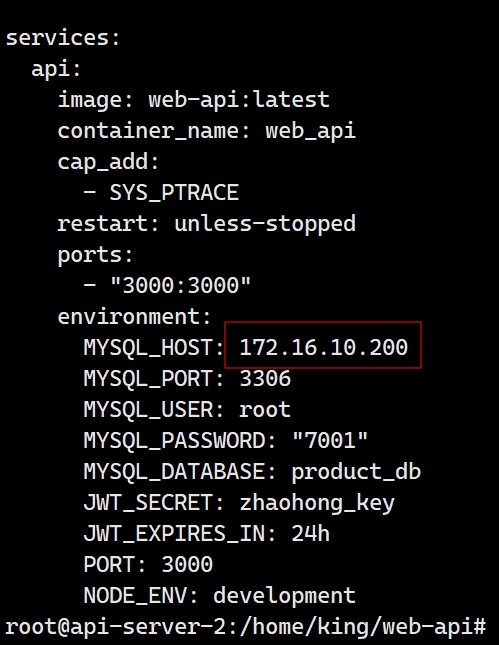 services:
  api:
    image: web-api:latest
    container_name: web_api
    cap_add:
      - SYS_PTRACE
    restart: unless-stopped
    ports:
      - "3000:3000"
    environment:
      MYSQL_HOST: 172.16.10.200
      MYSQL_PORT: 3306
      MYSQL_USER: root
      MYSQL_PASSWORD: "7001"
      MYSQL_DATABASE: product_db
      JWT_SECRET: zhaohong_key
      JWT_EXPIRES_IN: 24h
      PORT: 3000
      NODE_ENV: development
root@api-server-2:/home/king/web-api#